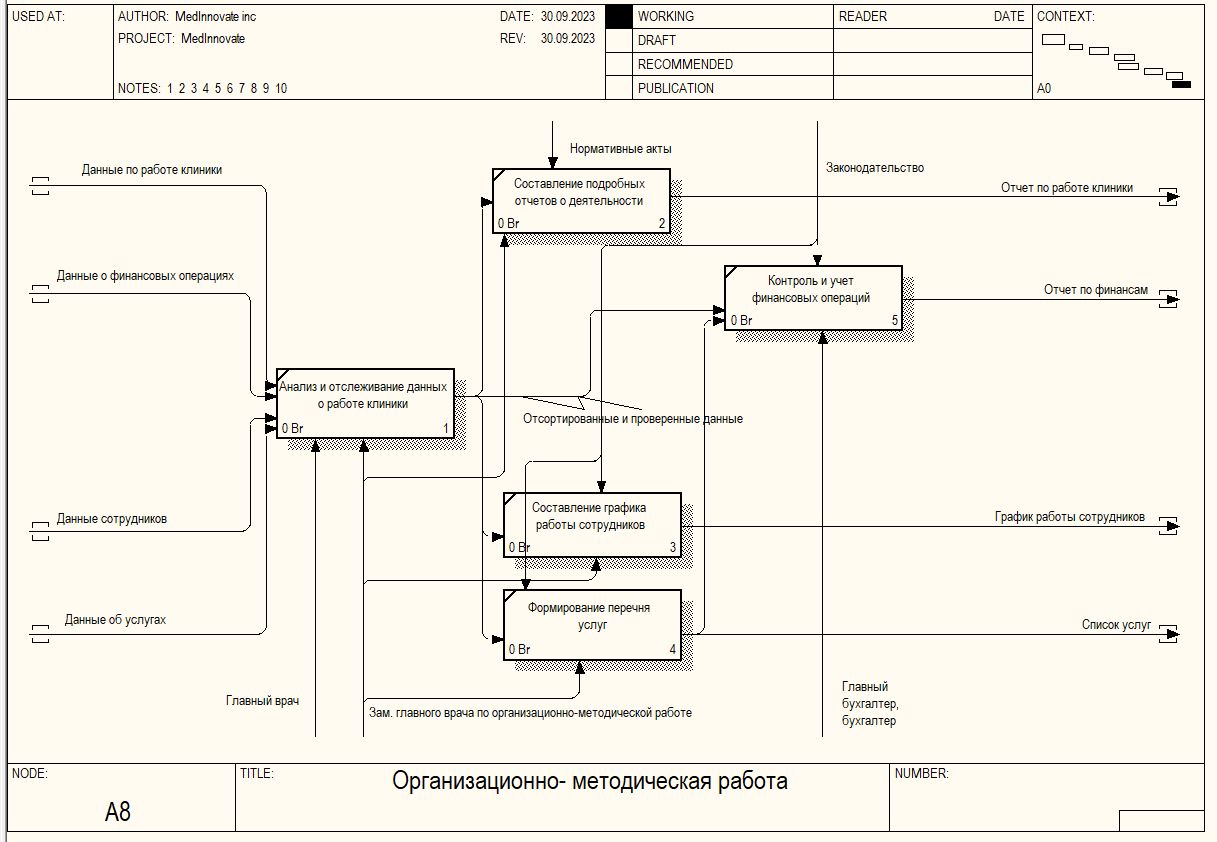 USED AT:
AUTHOR: MedInnovate inc
DATE: 30.09.2023
PROJECT: MedInnovate
REV: 30.09.2023
NOTES: 1 2 3 4 5 6 7 8 9 10
WORKING
DRAFT
RECOMMENDED
PUBLICATION
READER
DATE
CONTEXT:
A0
Данные по работе клиники
Данные о финансовых операциях
Данные сотрудников
Данные об услугах
Нормативные акты
Законодательство
Составление подробных
отчетов о деятельности
0 Br
2
Отчет по работе клиники
Контроль и учет
финансовых операций
0 Br
5
Отчет по финансам
Анализ и отслеживание данных
о работе клиники
0 Br
1
Отсортированные и проверенные данные
Составление графика
работы сотрудников
0 Br
3
График работы сотрудников
Формирование перечня
услуг
0 Br
4
Список услуг
Главный врач
Зам. главного врача по организационно-методической работе
Главный
бухгалтер,
бухгалтер
NODE:
A8
TITLE:
Организационно- методическая работа
NUMBER: